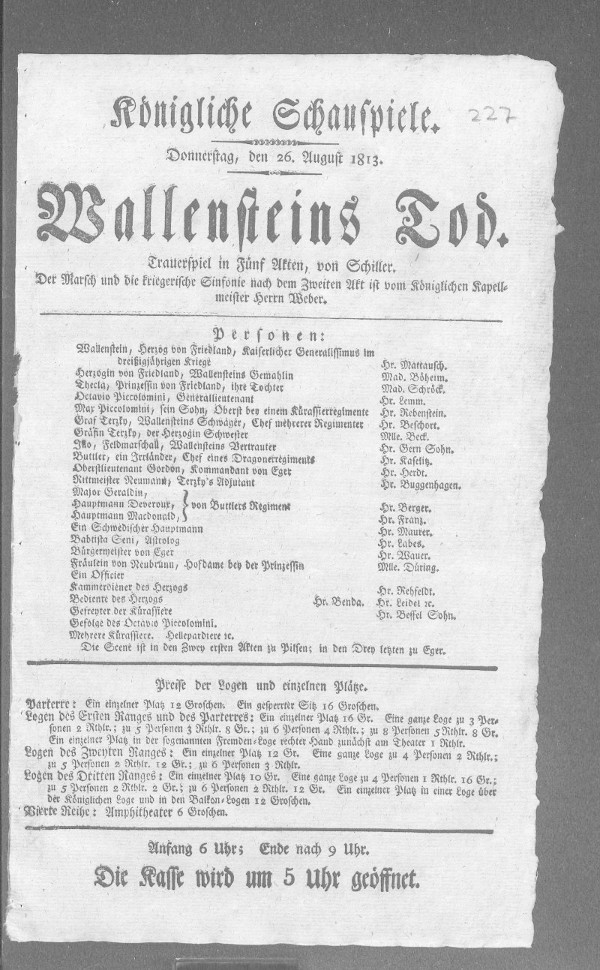 227
Königliche Schauspiele.
Donnerstag, den 26. August 1813.
Wallensteins Tod.
Trauerspiel in Fünf Akten, von Schiller.
Der Marsch und die kriegerische Sinfonie nach dem Zweiten Akt ist vom Königlichen Kapell-
meister Herrn Weber.
Personen:
Wallenstein, Herzog von Friedland, Kaiserlicher Generalissimus im
dreißigjährigen Kriege Hr. Mattausch.
Herzogin von Friedland, Wallensteins Gemahlin Mad. Böheim.
Thecla, Prinzessin von Friedland, ihre Tochter Mad. Schröck.
Octavio Piccolomini, Generallieutenant Hr. Lemm.
Max Piccolomini, sein Sohn, Oberst bey einem Kürassierregimente Hr. Rebenstein.
Graf Terzky, Wallensteins Schwager, Chef mehrerer Regimenter Hr. Beschort.
Gräfin Terzky, der Herzogin Schwester Mlle. Beck.
Illo, Feldmarschall, Wallensteins Vertrauter Hr. Gern Sohn.
Buttler, ein Irrländer, Chef eines Dragonerregiments Hr. Kaselitz.
Oberstlieutenant Gordon, Kommandant von Eger Hr. Herdt.
Rittmeister Neumann, Terzky's Adjutant Hr. Buggenhagen.
Major Geraldin,
Hauptmann Deveroux, von Buttlers Regiment Hr. Berger.
Hauptmann Macdonald, Hr. Franz.
Ein Schwedischer Hauptmann Hr. Maurer.
Babtista Seni, Astrolog Hr. Labes.
Bürgermeister von Eger Hr. Wauer.
Fräulein von Neubrunn, Hofdame bey der Prinzessin Mlle. Düring.
Ein Officier
Kammerdiener des Herzogs Hr. Rehfeldt.
Bediente des Herzogs Hr. Benda. Hr. Leidel ꝛc.
Gefreyter der Kürassiere Hr. Bessel Sohn.
Gefolge des Octavio Piccolomini.
Mehrere Kürassiere. Hellepardiere ꝛc.
Die Scene ist in den Zwey ersten Akten zu Pilsen; in den Drey letzten zu Eger.
Preise der Logen und einzelnen Plätze.
Parterre: Ein einzelner Platz 12 Groschen. Ein gesperrter Sitz 16 Groschen.
Logen des Ersten Ranges und des Parterres: Ein einzelner Platz 16 Gr. Eine ganze Loge zu 3 Per-
sonen 2 Rthlr.; zu 5 Personen 3 Rthlr. 8 Gr.; zu 6 Personen 4 Rthlr.; zu 8 Personen 5 Rthlr. 8 Gr.
Ein einzelner Platz in der sogenannten Fremden-Loge rechter Hand zunächst am Theater 1 Rthlr.
Logen des Zweyten Ranges: Ein einzelner Platz 12 Gr. Eine ganze Loge zu 4 Personen 2 Rthlr.;
zu 5 Personen 2 Rthlr. 12 Gr.; zu 6 Personen 3 Rthlr.
Logen des Dritten Ranges: Ein einzelner Platz 10 Gr. Eine ganze Loge zu 4 Personen 1 Rthlr. 16 Gr.;
zu 5 Personen 2 Rthlr. 2 Gr.; zu 6 Personen 2 Rthlr. 12 Gr. Ein einzelner Platz in einer Loge über
der Königlichen Loge und in den Balkon-Logen 12 Groschen.
Vierte Reihe: Amphitheater 6 Groschen.
Anfang 6 Uhr; Ende nach 9 Uhr.
Die Kasse wird um 5 Uhr geöffnet.